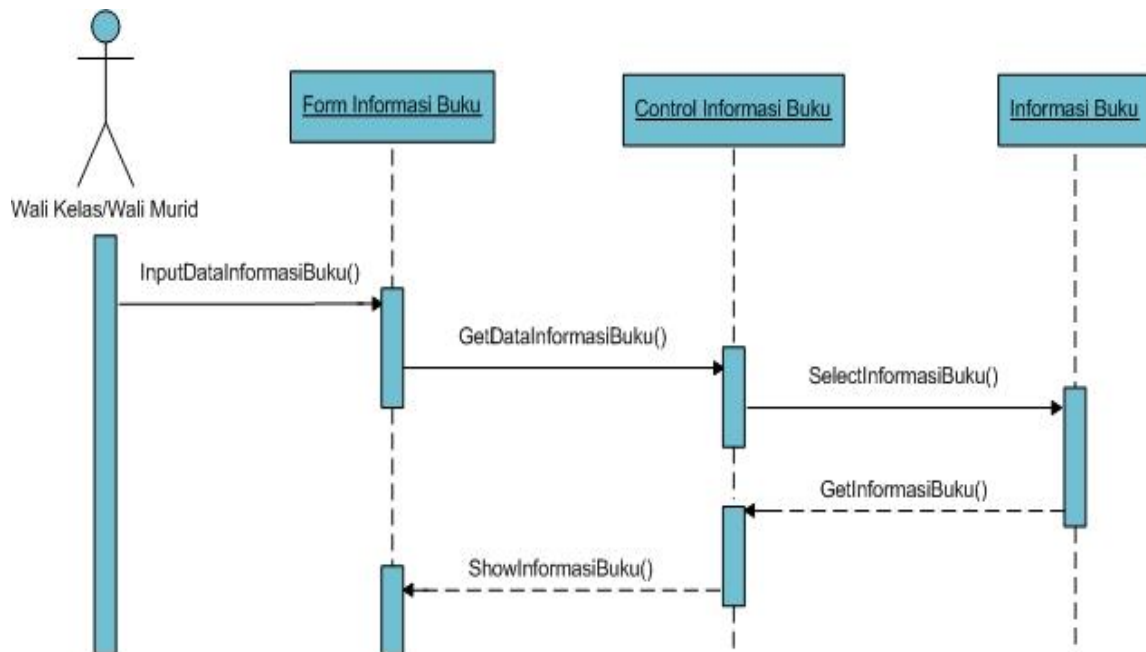 Form Informasi Buku
Control Informasi Buku
Informasi Buku
Wali Kelas/Wali Murid
InputDataInformasiBuku()
GetDataInformasiBuku()
SelectInformasiBuku()
GetInformasiBuku()
ShowInformasiBuku()